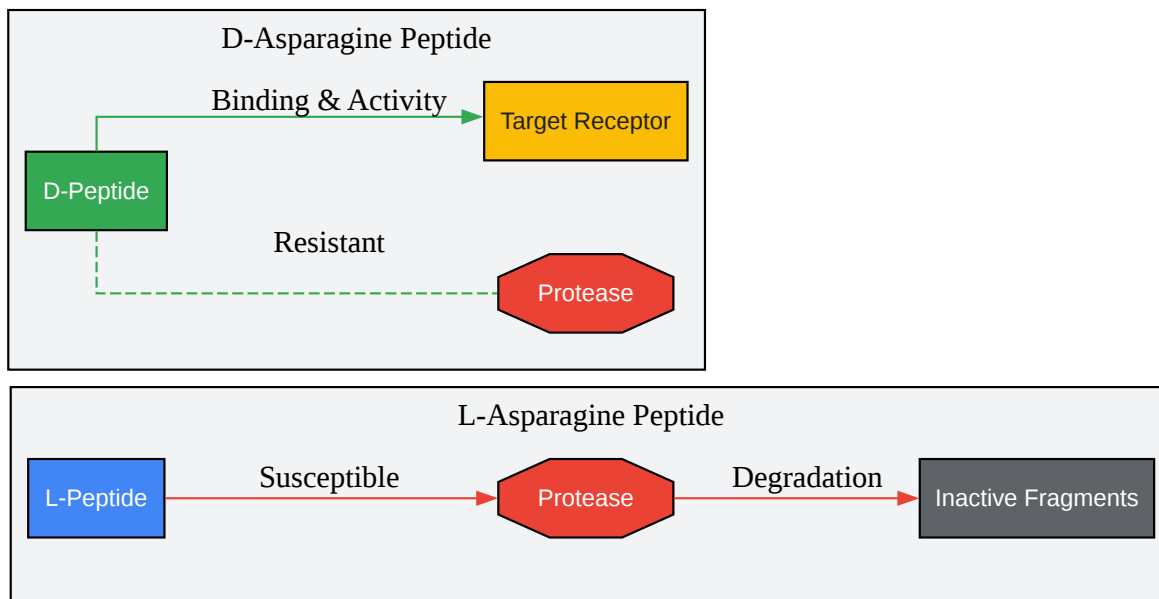 D-Asparagine Peptide
Binding & Activity
Target Receptor
D-Peptide
Resistant
Protease
L-Asparagine Peptide
L-Peptide
Susceptible
Protease
Degradation
Inactive Fragments